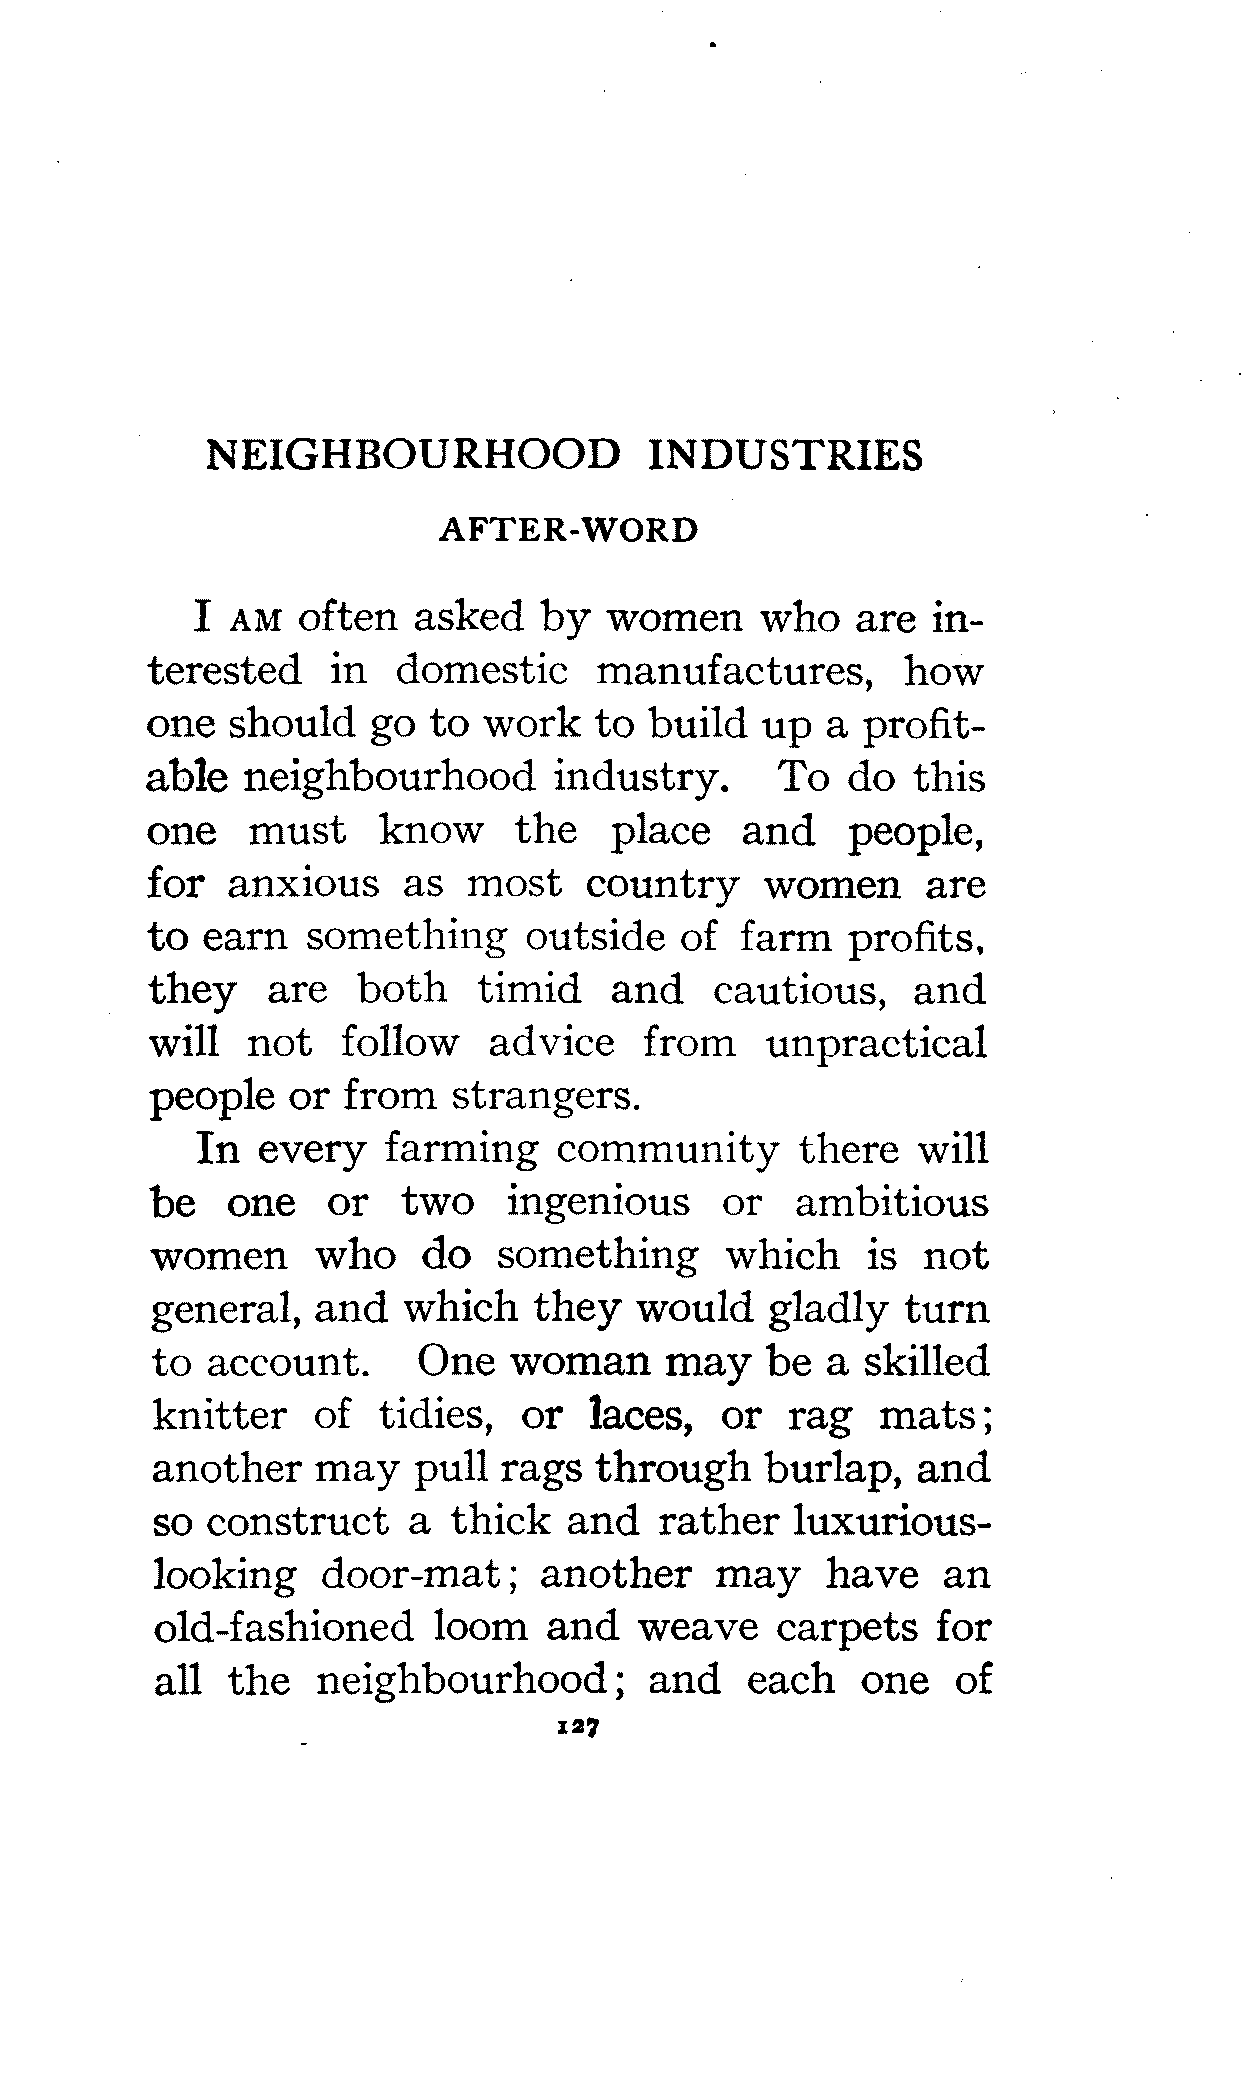 NEIGHBOURHOOD INDUSTRIES
AFTER-WORD
I AM often asked by women who are in-
terested in domestic manufactures, how
one should go to work to build up a profit-
able neighbourhood industry. To do this
one must know the place and people,
for anxious as most country women are
to earn something outside of farm profits,
they are both timid and cautious, and
will not follow advice from unpractical
people or from strangers.
In every farming community there will
be one or two ingenious or ambitious
women who do something which is not
general, and which they would gladly turn
to account. One woman may be a skilled
knitter of tidies, or laces, or rag mats;
another may pull rags through burlap, and
so construct a thick and rather luxurious-
looking door-mat; another may have an
old-fashioned loom and weave carpets for
all the neighbourhood; and each one of
127